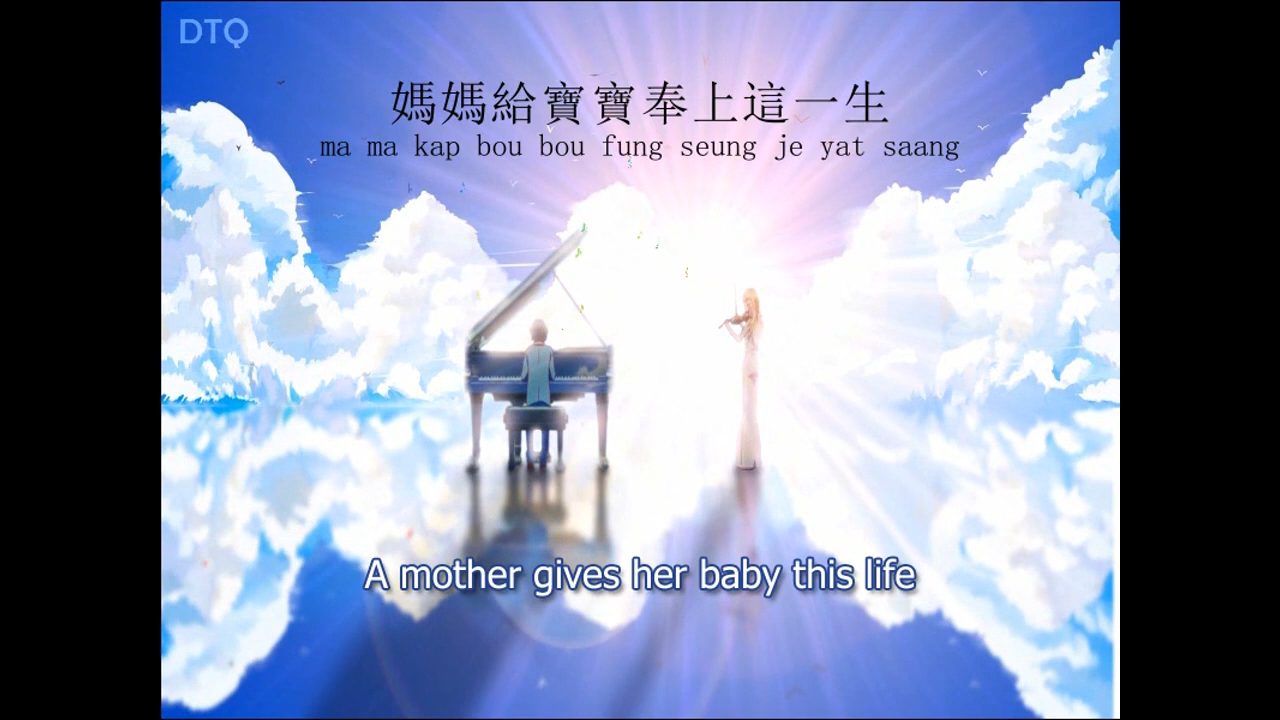 DTQ
媽媽給寶寶奉上這一生
ma ma kap bou bou fung seung je yat saang
A mother gives her baby this life